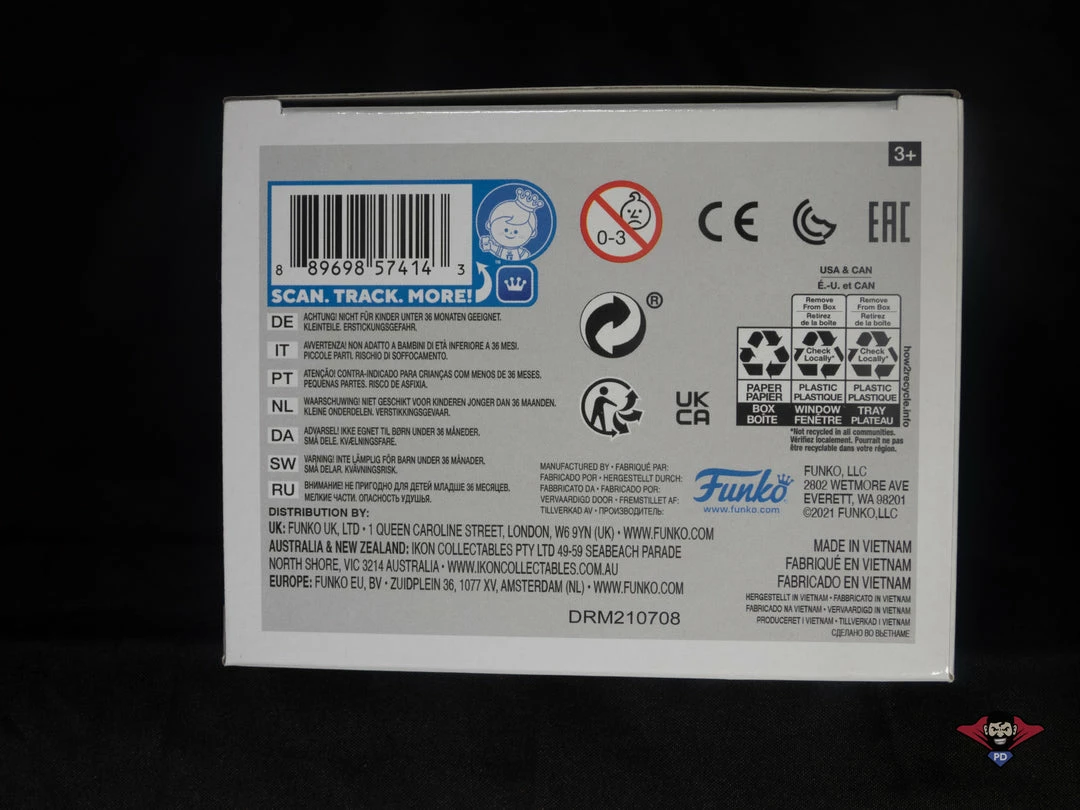 3+
8 89698 57414 3
SCAN. TRACK. MORE!
™
0-3
CE
EAC
®
UK
CA
USA & CAN
É.-U. et CAN
Remove From Box
Retirez de la boîte
Remove From Box
Retirez de la boîte
Check Locally*
Check Locally*
PAPER
PAPIER
PLASTIC
PLASTIQUE
PLASTIC
PLASTIQUE
BOX
BOÎTE
WINDOW
FENÊTRE
TRAY
PLATEAU
how2recycle.info
*Not recycled in all communities.
Vérifiez localement. Pourrait ne pas
être recyclable dans votre région.
DE ACHTUNG! NICHT FÜR KINDER UNTER 36 MONATEN GEEIGNET.
KLEINTEILE. ERSTICKUNGSGEFAHR.
IT AVVERTENZA! NON ADATTO A BAMBINI DI ETÀ INFERIORE A 36 MESI.
PICCOLE PARTI. RISCHIO DI SOFFOCAMENTO.
PT ATENÇÃO! CONTRA-INDICADO PARA CRIANÇAS COM MENOS DE 36 MESES.
PEQUENAS PARTES. RISCO DE ASFIXIA.
NL WAARSCHUWING! NIET GESCHIKT VOOR KINDEREN JONGER DAN 36 MAANDEN.
KLEINE ONDERDELEN. VERSTIKKINGSGEVAAR.
DA ADVARSEL! IKKE EGNET TIL BØRN UNDER 36 MÅNEDER.
SMÅ DELE. KVÆLNINGSFARE.
SW VARNING! INTE LÄMPLIG FÖR BARN UNDER 36 MÅNADER.
SMÅ DELAR. KVÄVNINGSRISK.
RU ВНИМАНИЕ! НЕ ПРИГОДНО ДЛЯ ДЕТЕЙ МЛАДШЕ 36 МЕСЯЦЕВ.
МЕЛКИЕ ЧАСТИ. ОПАСНОСТЬ УДУШЬЯ.
MANUFACTURED BY • FABRIQUÉ PAR:
FABRICADO POR • HERGESTELLT DURCH:
FABBRICATO DA • FABRICADO POR:
VERVAARDIGD DOOR • FREMSTILLET AF:
TILLVERKAD AV • ПРОИЗВОДИТЕЛЬ:
Funko
www.funko.com
FUNKO, LLC
2802 WETMORE AVE
EVERETT, WA 98201
©2021 FUNKO,LLC
DISTRIBUTION BY:
UK: FUNKO UK, LTD • 1 QUEEN CAROLINE STREET, LONDON, W6 9YN (UK) • WWW.FUNKO.COM
AUSTRALIA & NEW ZEALAND: IKON COLLECTABLES PTY LTD 49-59 SEABEACH PARADE
NORTH SHORE, VIC 3214 AUSTRALIA • WWW.IKONCOLLECTABLES.COM.AU
EUROPE: FUNKO EU, BV • ZUIDPLEIN 36, 1077 XV, AMSTERDAM (NL) • WWW.FUNKO.COM
DRM210708
MADE IN VIETNAM
FABRIQUÉ EN VIETNAM
FABRICADO EN VIETNAM
HERGESTELLT IN VIETNAM • FABBRICATO IN VIETNAM
FABRICADO NA VIETNAM • VERVAARDIGD IN VIETNAM
PRODUCERET I VIETNAM • TILLVERKAD I VIETNAM
СДЕЛАНО ВО ВЬЕТНАМЕ
PD